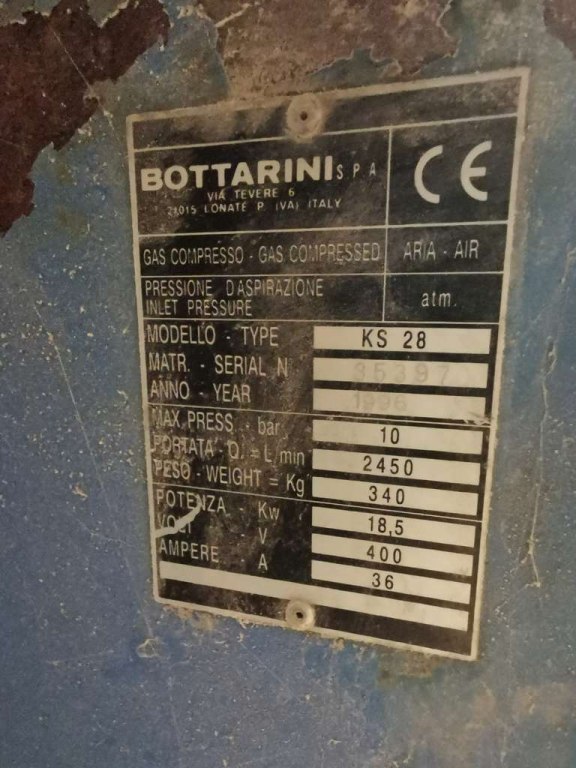 BOTTARINI S P A
VIA TEVERE 6
21015 LONATE P. (VA) ITALY
CE
GAS COMPRESSO - GAS COMPRESSED ARIA - AIR
PRESSIONE D'ASPIRAZIONE
INLET PRESSURE atm.
MODELLO - TYPE KS 28
MATR. - SERIAL N 35397
ANNO - YEAR 1996
MAX PRESS - bar 10
PORTATA' Q. = L/min 2450
PESO - WEIGHT = Kg 340
POTENZA - Kw 18,5
VOLT - V 400
AMPERE - A 36